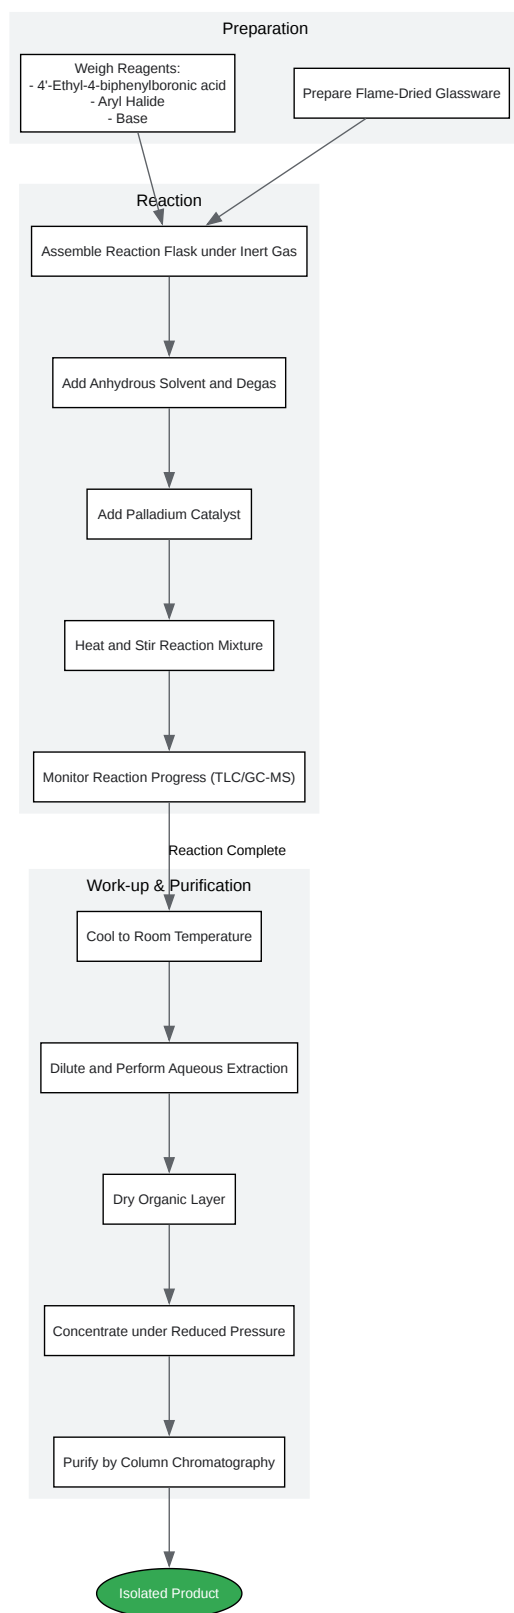 Preparation
Weigh Reagents:
- 4'-Ethyl-4-biphenylboronic acid
- Aryl Halide
- Base
Prepare Flame-Dried Glassware
Reaction
Assemble Reaction Flask under Inert Gas
Add Anhydrous Solvent and Degas
Add Palladium Catalyst
Heat and Stir Reaction Mixture
Monitor Reaction Progress (TLC/GC-MS)
Reaction Complete
Work-up & Purification
Cool to Room Temperature
Dilute and Perform Aqueous Extraction
Dry Organic Layer
Concentrate under Reduced Pressure
Purify by Column Chromatography
Isolated Product